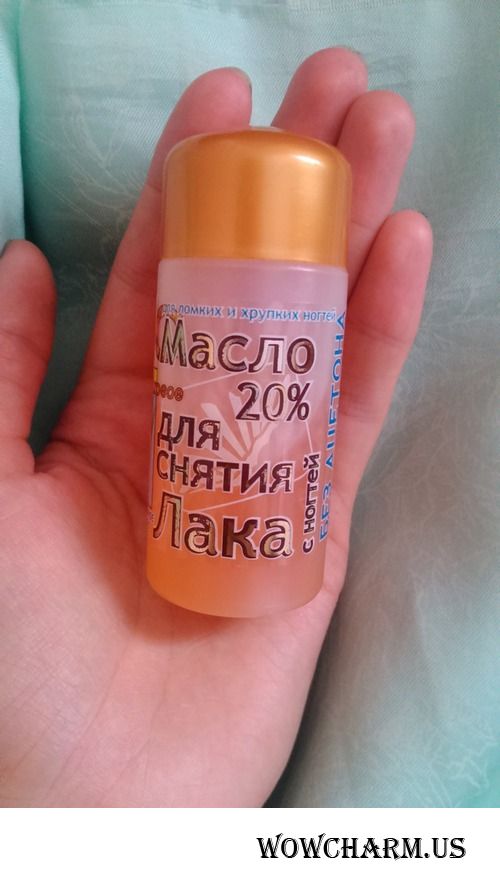 для ломких и хрупких ногтей
Масло
20%
для
снятия
Лака
с ногтей
БЕЗ АЦЕТОНА
WOWCHARM.US